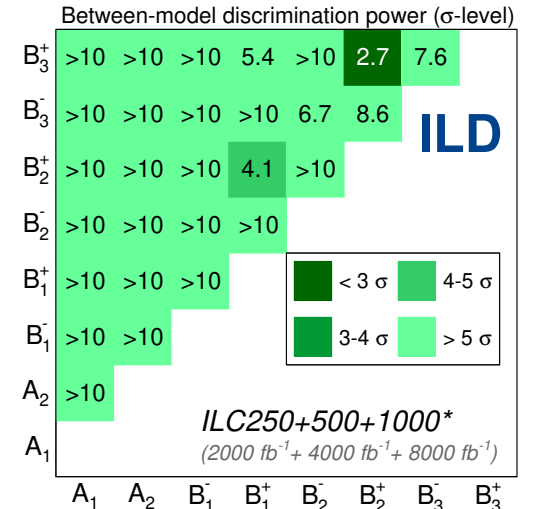 Between-model discrimination power (σ-level)
B₃⁺ >10 >10 >10 5.4 >10 2.7 7.6
B₃⁻ >10 >10 >10 >10 6.7 8.6
ILD
B₂⁺ >10 >10 >10 4.1 >10
B₂⁻ >10 >10 >10 >10
B₁⁺ >10 >10 >10
< 3 σ 4-5 σ
B₁⁻ >10 >10
3-4 σ > 5 σ
A₂ >10
ILC250+500+1000*
A₁
(2000 fb⁻¹+ 4000 fb⁻¹+ 8000 fb⁻¹)
A₁ A₂ B₁⁻ B₁⁺ B₂⁻ B₂⁺ B₃⁻ B₃⁺